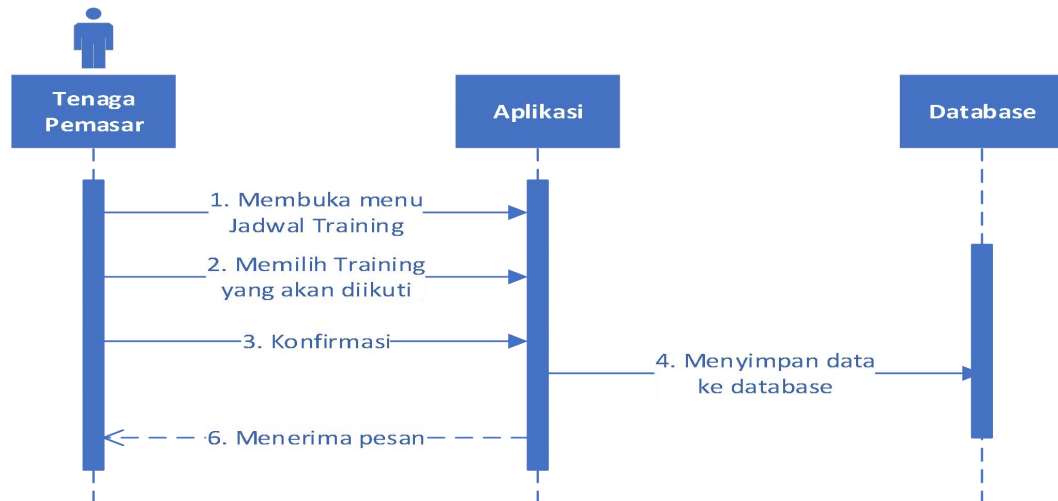 Tenaga
Pemasar
Aplikasi
Database
1. Membuka menu
Jadwal Training
2. Memilih Training
yang akan diikuti
3. Konfirmasi
4. Menyimpan data
ke database
6. Menerima pesan